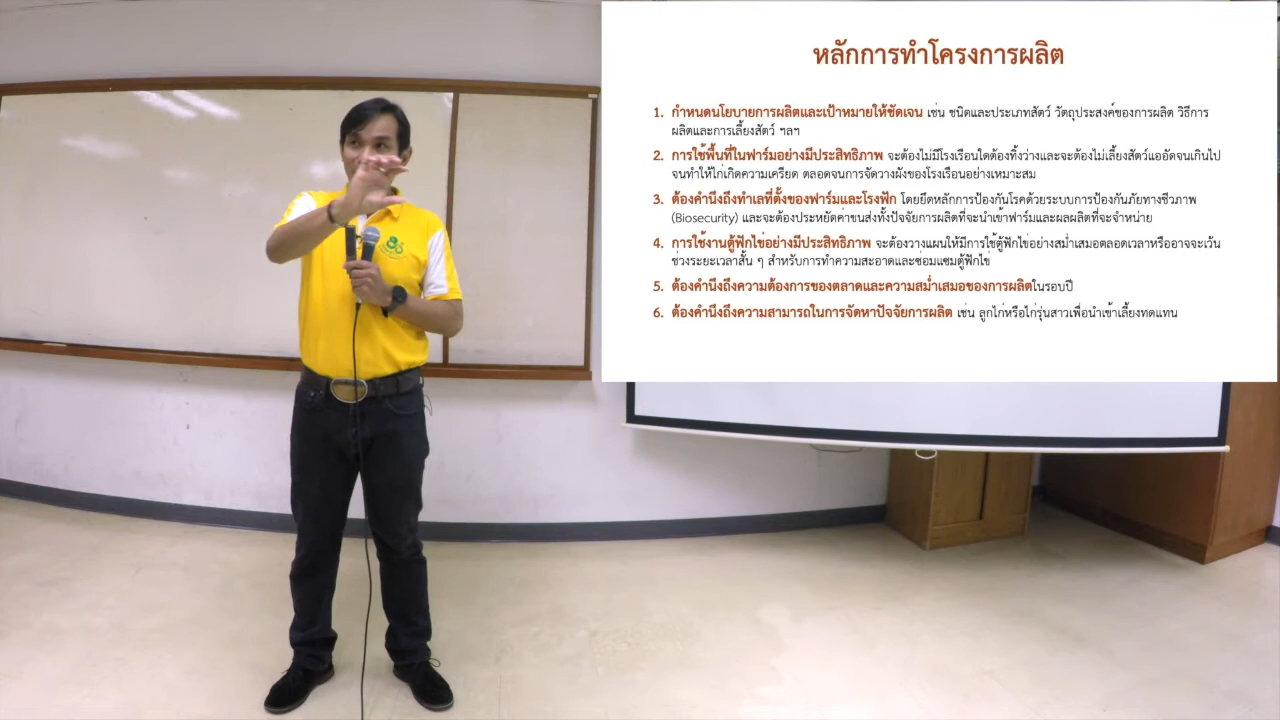 หลักการทำโครงการผลิต
1. กำหนดนโยบายการผลิตและเป้าหมายให้ชัดเจน เช่น ชนิดและประเภทสัตว์ วัตถุประสงค์ของการผลิต วิธีการ
ผลิตและการเลี้ยงสัตว์ ฯลฯ
2. การใช้พื้นที่ในฟาร์มอย่างมีประสิทธิภาพ จะต้องไม่มีโรงเรือนใดต้องทิ้งว่างและจะต้องไม่เลี้ยงสัตว์แออัดจนเกินไป
จนทำให้ไก่เกิดความเครียด ตลอดจนการจัดวางผังของโรงเรือนอย่างเหมาะสม
3. ต้องคำนึงถึงทำเลที่ตั้งของฟาร์มและโรงฟัก โดยยึดหลักการป้องกันโรคด้วยระบบการป้องกันภัยทางชีวภาพ
(Biosecurity) และจะต้องประหยัดค่าขนส่งทั้งปัจจัยการผลิตที่จะนำเข้าฟาร์มและผลผลิตที่จะจำหน่าย
4. การใช้งานตู้ฟักไข่อย่างมีประสิทธิภาพ จะต้องวางแผนให้มีการใช้ตู้ฟักไข่อย่างสม่ำเสมอตลอดเวลาหรืออาจจะเว้น
ช่วงระยะเวลาสั้น ๆ สำหรับการทำความสะอาดและซ่อมแซมตู้ฟักไข่
5. ต้องคำนึงถึงความต้องการของตลาดและความสม่ำเสมอของการผลิตในรอบปี
6. ต้องคำนึงถึงความสามารถในการจัดหาปัจจัยการผลิต เช่น ลูกไก่หรือไก่รุ่นสาวเพื่อนำเข้าเลี้ยงทดแทน